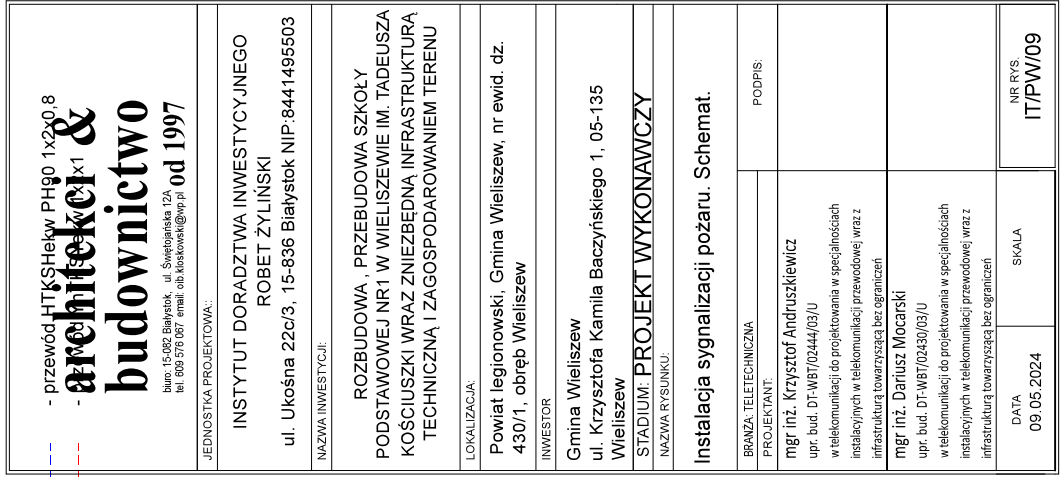 - przewód HTKSHekw PH90 1x2x0,8
architekci &
budownictwo
biuro: 15-082 Białystok, ul. Świętojańska 12A
tel. 609 576 067 email: oib.kloskowski@wp.pl
od 1997
JEDNOSTKA PROJEKTOWA::
INSTYTUT DORADZTWA INWESTYCYJNEGO
ROBET ŻYLIŃSKI
ul. Ukośna 22c/3, 15-836 Białystok NIP:8441495503
NAZWA INWESTYCJI:
ROZBUDOWA , PRZEBUDOWA SZKOŁY
PODSTAWOWEJ NR1 W WIELISZEWIE IM. TADEUSZA
KOŚCIUSZKI WRAZ ZNIEZBĘDNĄ INFRASTRUKTURĄ
TECHNICZNĄ I ZAGOSPODAROWANIEM TERENU
LOKALIZACJA:
Powiat legionowski, Gmina Wieliszew, nr ewid. dz.
430/1, obręb Wieliszew
INWESTOR
Gmina Wieliszew
ul. Krzysztofa Kamila Baczyńskiego 1, 05-135
Wieliszew
STADIUM: PROJEKT WYKONAWCZY
NAZWA RYSUNKU:
Instalacja sygnalizacji pożaru. Schemat.
BRANŻA: TELETECHNICZNA
PROJEKTANT:
PODPIS:
mgr inż. Krzysztof Andruszkiewicz
upr. bud. DT-WBT/02444/03/U
w telekomunikacji do projektowania w specjalnościach
instalacyjnych w telekomunikacji przewodowej wraz z
infrastrukturą towarzyszącą bez ograniczeń
mgr inż. Dariusz Mocarski
upr. bud. DT-WBT/02430/03/U
w telekomunikacji do projektowania w specjalnościach
instalacyjnych w telekomunikacji przewodowej wraz z
infrastrukturą towarzyszącą bez ograniczeń
DATA
09.05.2024
SKALA
NR RYS.
IT/PW/09